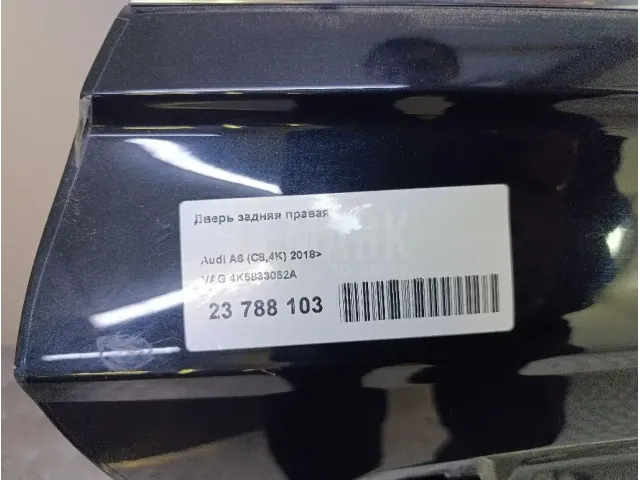 Дверь задняя правая
Audi A6 (C8,4K) 2018>
VAG 4K5833052A
23 788 103